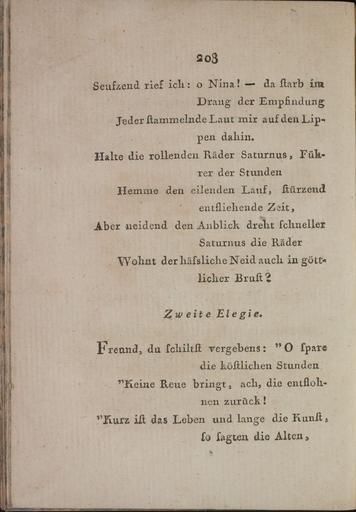 208
Seufzend rief ich: o Nina! — da ſtarb im
Drang der Empfindung
Jeder ſtammelnde Laut mir auf den Lip-
pen dahin.
Halte die rollenden Räder Saturnus, Füh-
rer der Stunden
Hemme den eilenden Lauf, ſtürzend
entfliehende Zeit,
Aber neidend den Anblick dreht ſchneller
Saturnus die Räder
Wohnt der häſsliche Neid auch in gött-
licher Bruſt?
Zweite Elegie.
Freund, du ſchiltſt vergebens: "O ſpare
die köſtlichen Stunden
"Keine Reue bringt, ach, die entfloh-
nen zurück!
"Kurz iſt das Leben und lange die Kunſt,
ſo ſagten die Alten,